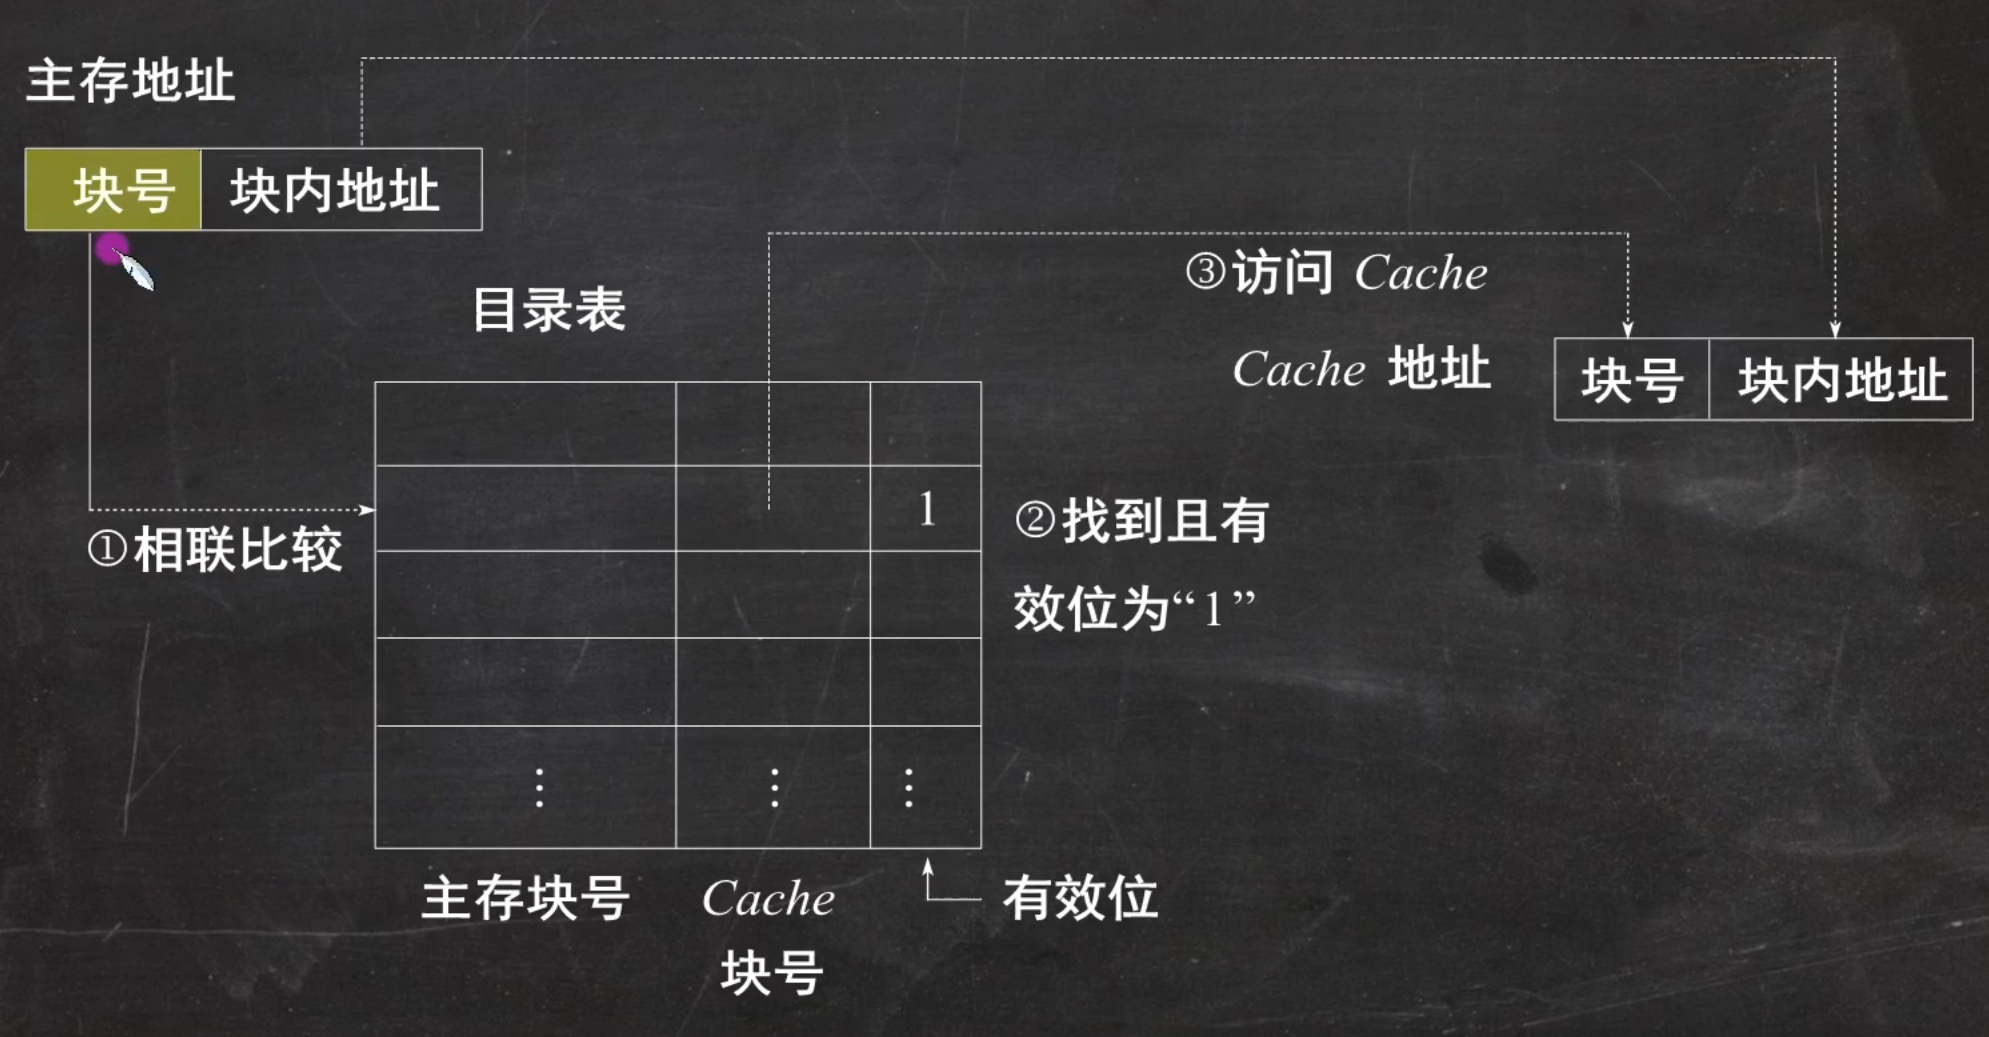 主存地址
块号 块内地址
目录表
③访问 Cache
Cache 地址 块号 块内地址
1
①相联比较
②找到且有
效位为“1”
⋮ ⋮ ⋮
主存块号 Cache 有效位
块号